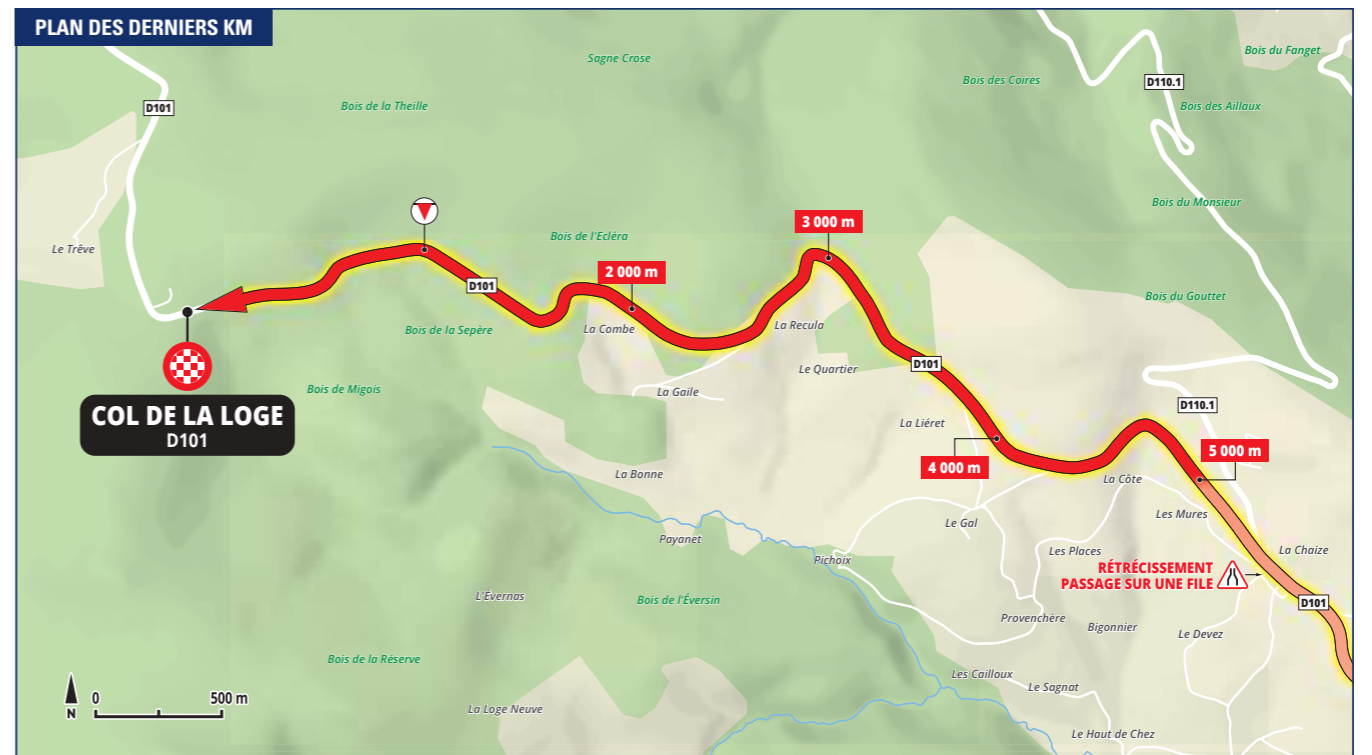 PLAN DES DERNIERS KM
Sagne Crose
Bois du Fanget
Bois des Coires
D110.1
D101
Bois de la Theille
Bois des Aillaux
Bois du Monsieur
3 000 m
Le Trêve
Bois de l'Ecléra
2 000 m
D101
Bois du Gouttet
Bois de la Sepère
La Combe
La Recula
Le Quartier
D101
Bois de Migois
La Gaile
D110.1
COL DE LA LOGE
D101
La Liéret
5 000 m
4 000 m
La Bonne
La Côte
Les Mures
Le Gal
Payanet
Pichoix
Les Places
La Chaize
RÉTRÉCISSEMENT
PASSAGE SUR UNE FILE
L'Évernas
Bois de l'Éversin
D101
Provenchère
Bigonnier
Le Devez
Bois de la Réserve
Les Cailloux
Le Sagnat
0 500 m
N
La Loge Neuve
Le Haut de Chez